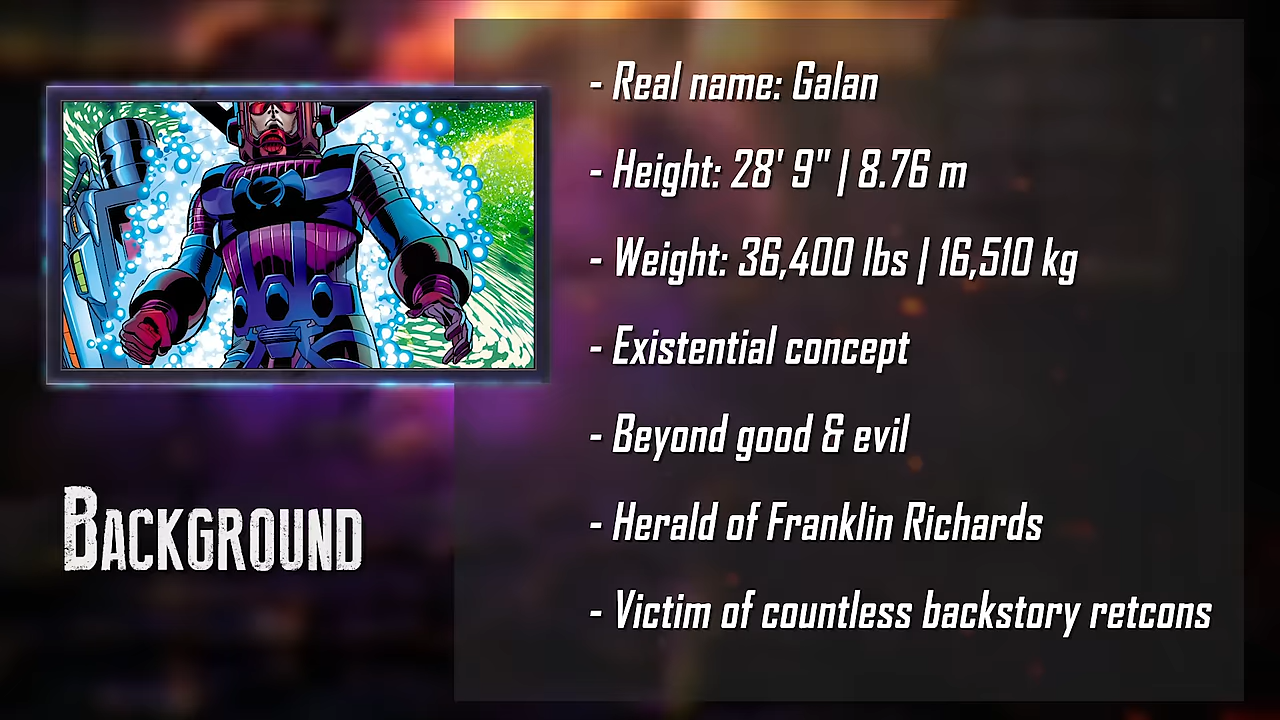 - Real name: Galan
- Height: 28' 9" | 8.76 m
- Weight: 36,400 lbs | 16,510 kg
- Existential concept
- Beyond good & evil
- Herald of Franklin Richards
- Victim of countless backstory retcons
Background